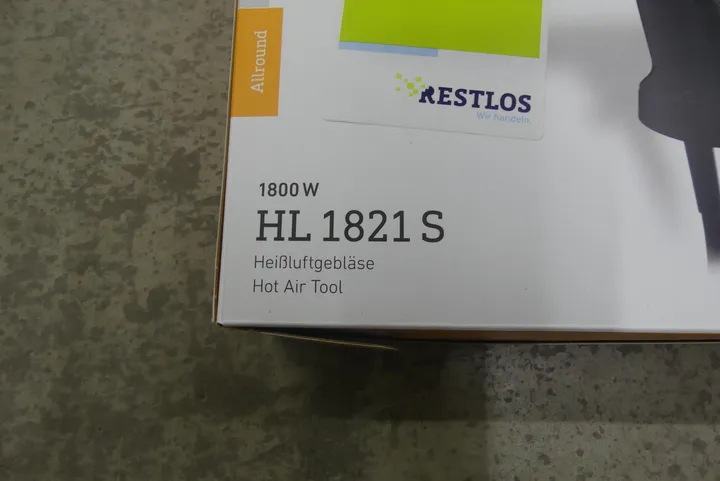 Allround
RESTLOS
Wir handeln.
1800 W
HL 1821 S
Heißluftgebläse
Hot Air Tool